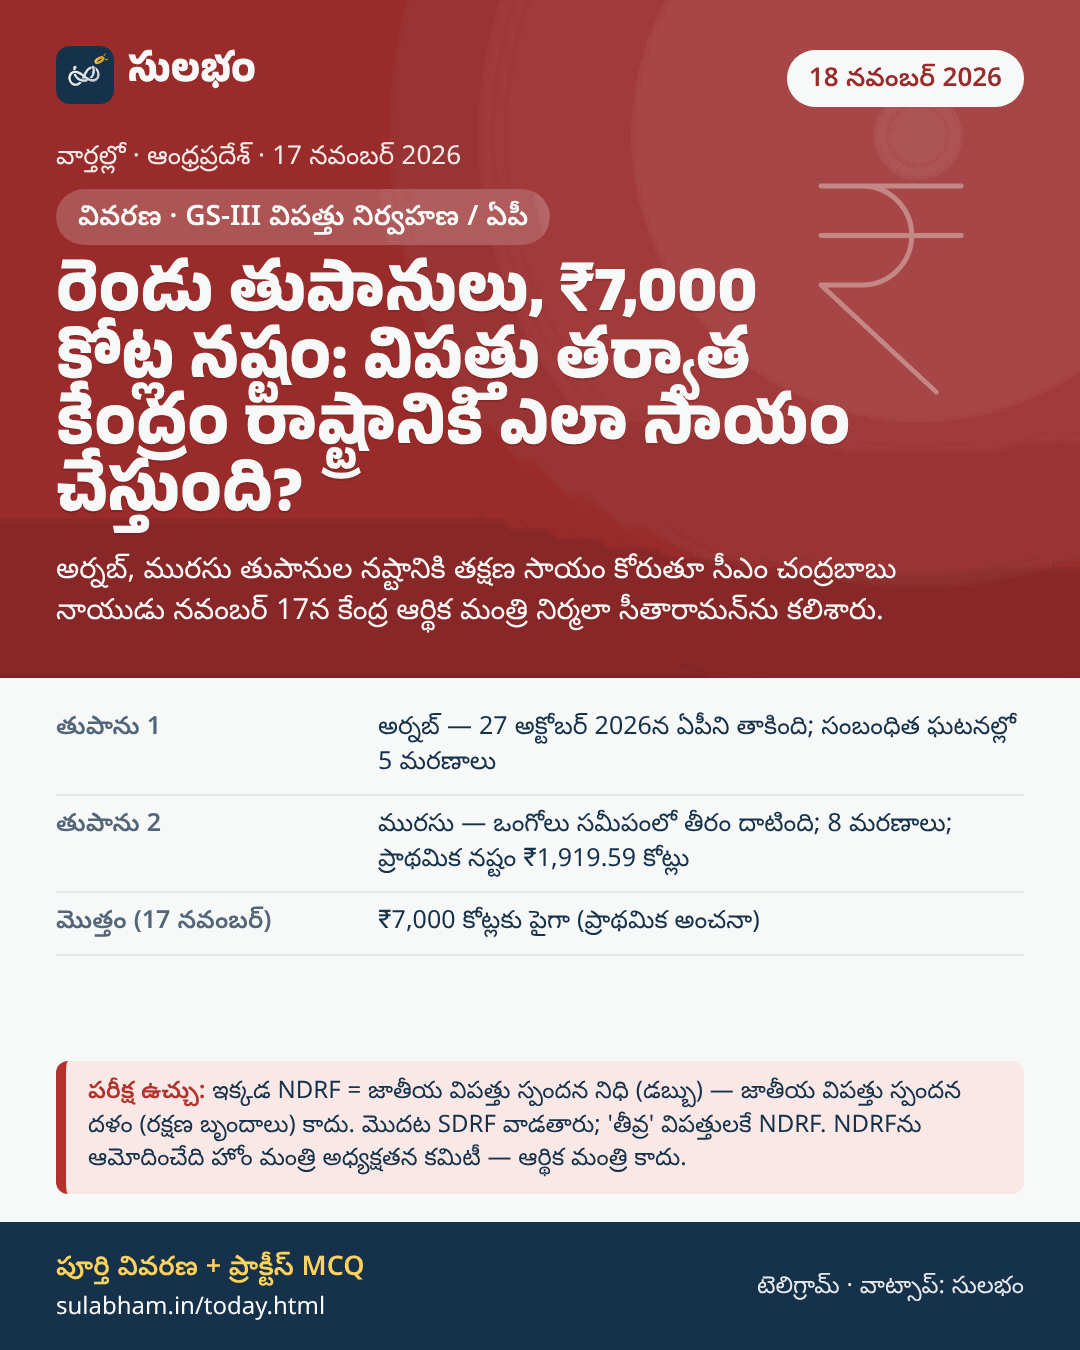 సులభం
18 నవంబర్ 2026
వార్తల్లో · ఆంధ్రప్రదేశ్ · 17 నవంబర్ 2026
వివరణ · GS-III విపత్తు నిర్వహణ / ఏపీ
రెండు తుపానులు, ₹7,000
కోట్ల నష్టం: విపత్తు తర్వాత
కేంద్రం రాష్ట్రానికి ఎలా సాయం
చేస్తుంది?
అర్నబ్, మురసు తుపానుల నష్టానికి తక్షణ సాయం కోరుతూ సీఎం చంద్రబాబు
నాయుడు నవంబర్ 17న కేంద్ర ఆర్థిక మంత్రి నిర్మలా సీతారామన్‌ను కలిశారు.
తుపాను 1
అర్నబ్ — 27 అక్టోబర్ 2026న ఏపీని తాకింది; సంబంధిత ఘటనల్లో
5 మరణాలు
తుపాను 2
మురసు — ఒంగోలు సమీపంలో తీరం దాటింది; 8 మరణాలు;
ప్రాథమిక నష్టం ₹1,919.59 కోట్లు
మొత్తం (17 నవంబర్)
₹7,000 కోట్లకు పైగా (ప్రాథమిక అంచనా)
పరీక్ష ఉచ్చు: ఇక్కడ NDRF = జాతీయ విపత్తు స్పందన నిధి (డబ్బు) — జాతీయ విపత్తు స్పందన
దళం (రక్షణ బృందాలు) కాదు. మొదట SDRF వాడతారు; 'తీవ్ర' విపత్తులకే NDRF. NDRFను
ఆమోదించేది హోం మంత్రి అధ్యక్షతన కమిటీ — ఆర్థిక మంత్రి కాదు.
పూర్తి వివరణ + ప్రాక్టీస్ MCQ
sulabham.in/today.html
టెలిగ్రామ్ · వాట్సాప్: సులభం